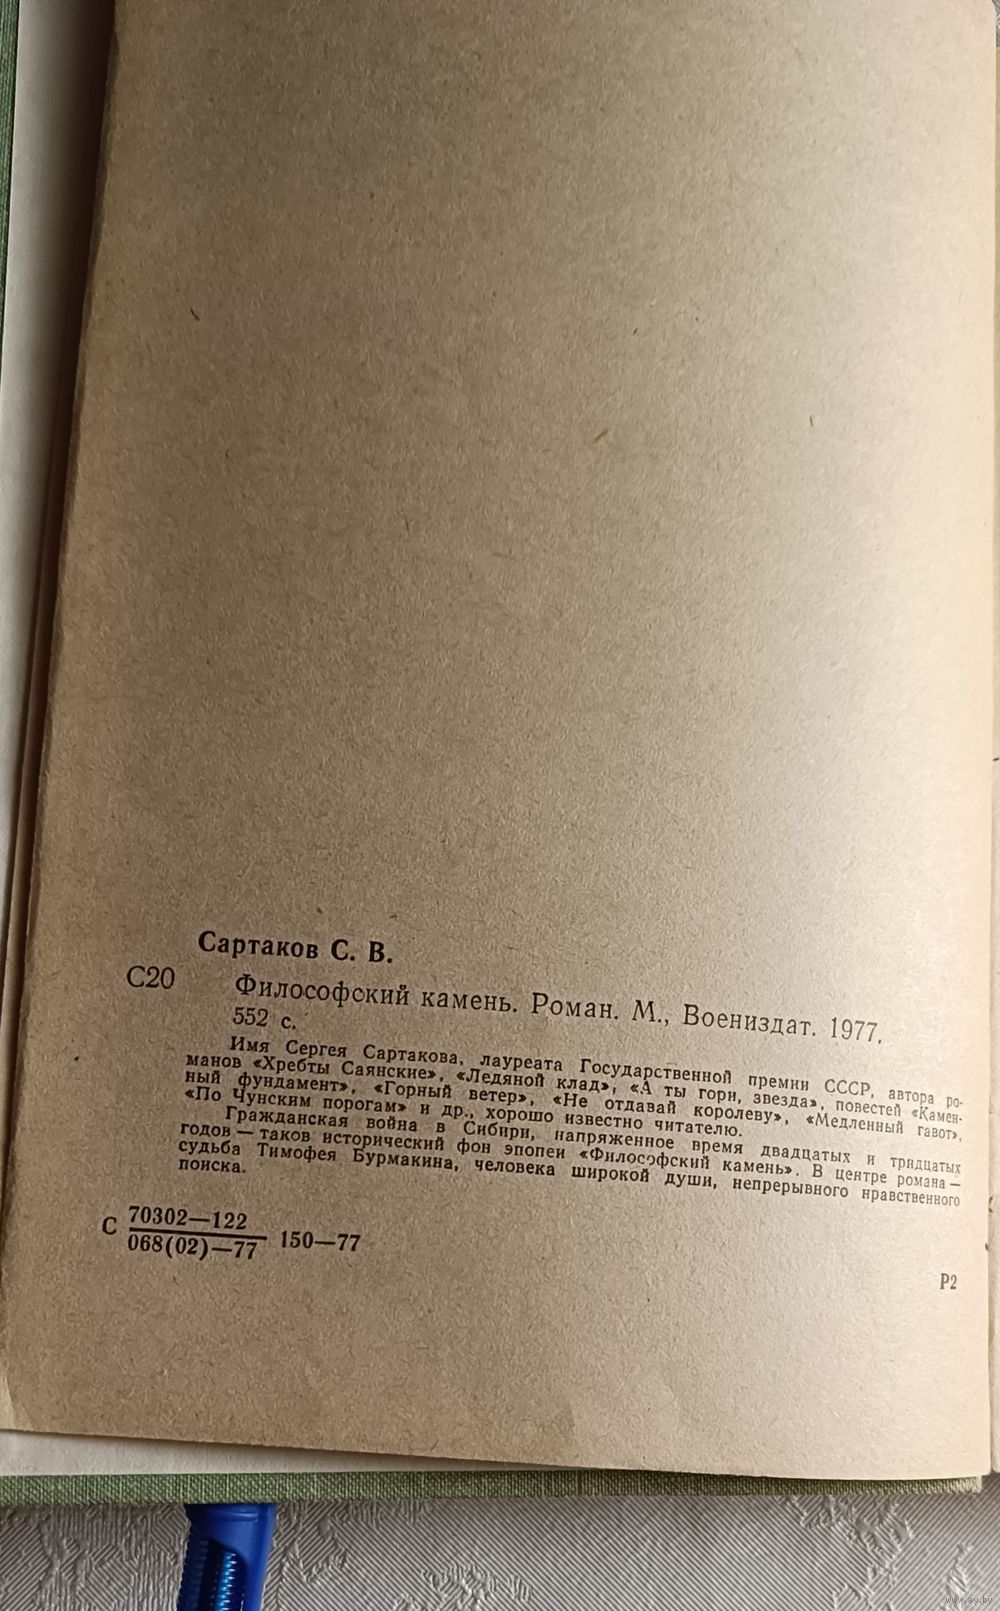 Сартаков С. В.
С20 Философский камень. Роман. М., Воениздат. 1977.
552 с.
Имя Сергея Сартакова, лауреата Государственной премии СССР, автора ро-
манов «Хребты Саянские», «Ледяной клад», «А ты гори, звезда», повестей «Камен-
ный фундамент», «Горный ветер», «Не отдавай королеву», «Медленный гавот»,
«По Чунским порогам» и др., хорошо известно читателю.
Гражданская война в Сибири, напряженное время двадцатых и тридцатых
годов — таков исторический фон эпопеи «Философский камень». В центре романа —
судьба Тимофея Бурмакина, человека широкой души, непрерывного нравственного
поиска.
С 70302—122
068(02)—77 150—77
Р2
www.ay.by